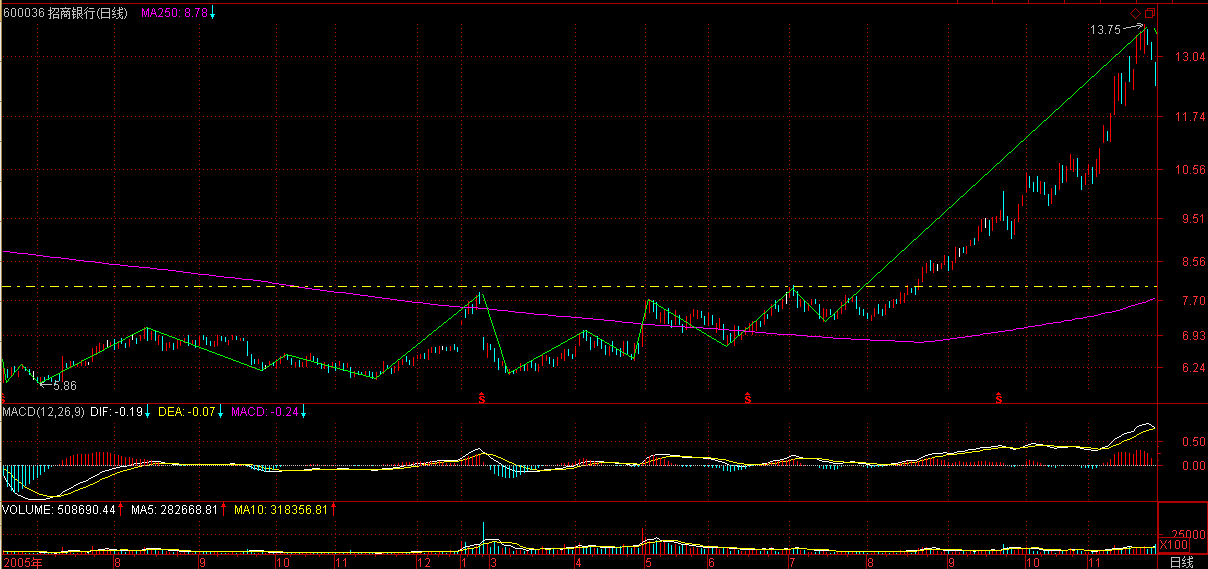 600036 招商银行(日线) MA250: 8.78↓
13.75
13.04
11.74
10.56
9.51
8.56
7.70
6.93
6.24
5.86
S S S S
MACD(12,26,9) DIF: -0.19↓ DEA: -0.07↓ MACD: -0.24↓
0.50
0.00
VOLUME: 508690.44↑ MA5: 282668.81↑ MA10: 318356.81↑
25000
X100
2005年 8 9 10 11 12 1 3 4 5 6 7 8 9 10 11 日线